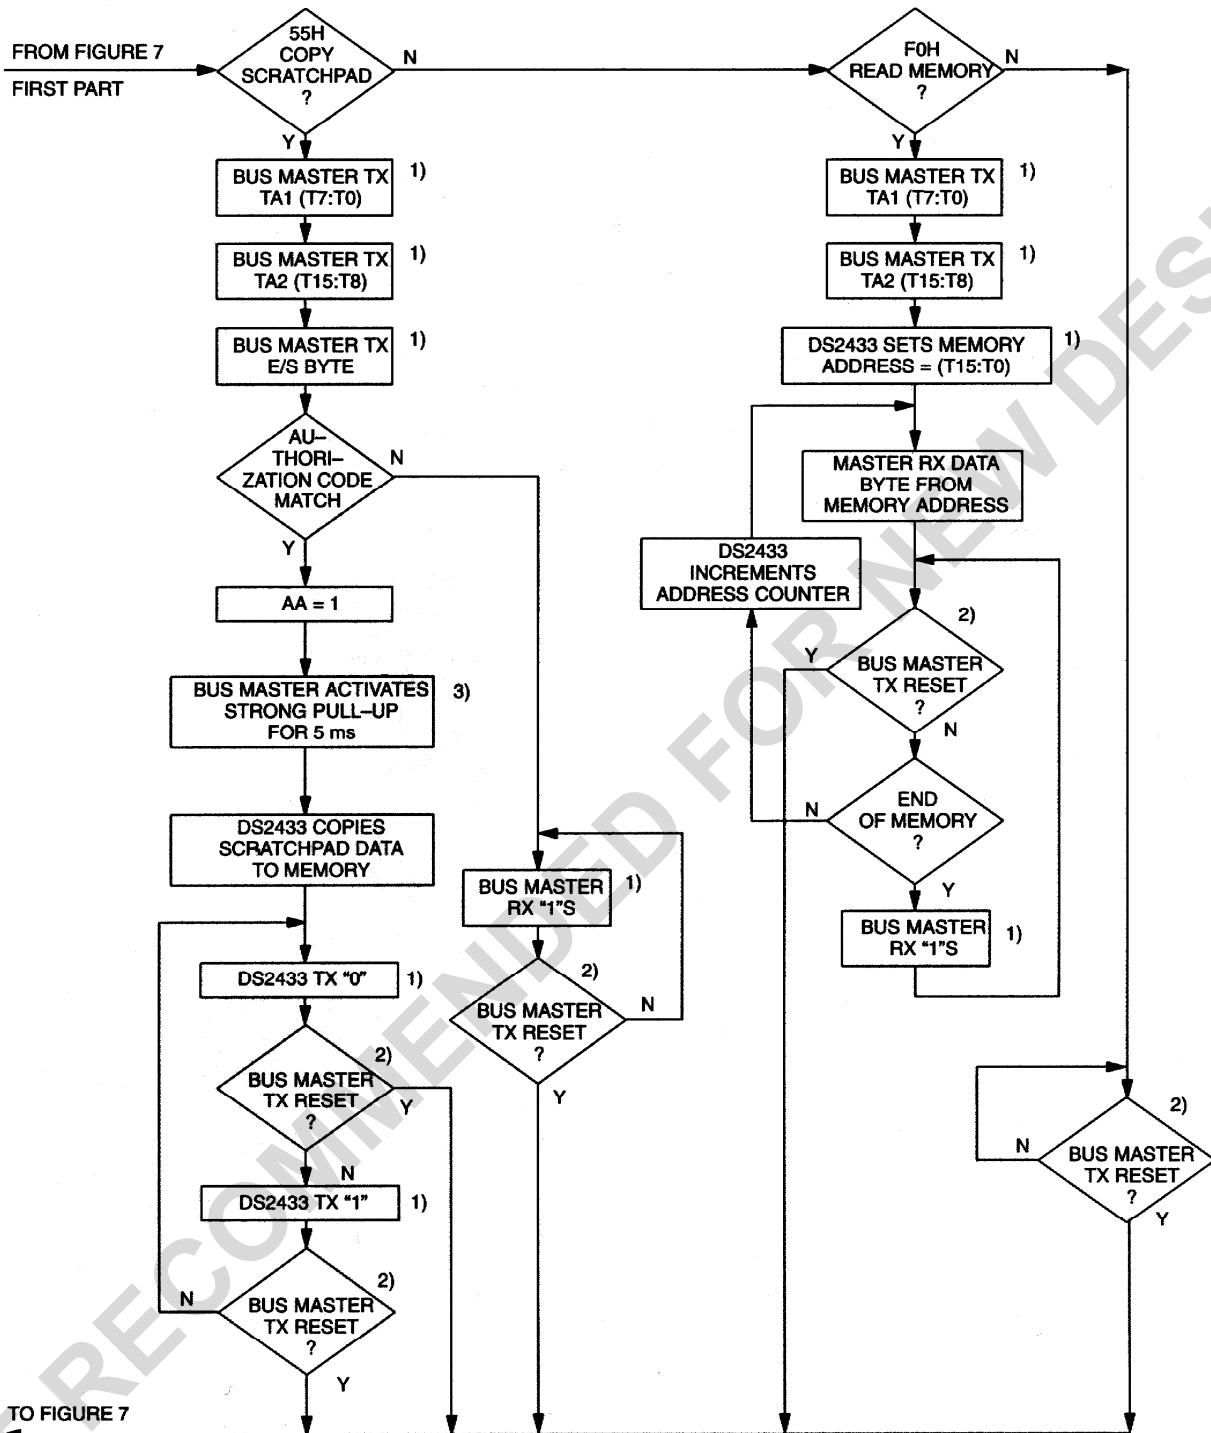 FROM FIGURE 7
FIRST PART
55H
COPY
SCRATCHPAD
?
N
Y
BUS MASTER TX
TA1 (T7:T0)
1)
BUS MASTER TX
TA2 (T15:T8)
1)
BUS MASTER TX
E/S BYTE
1)
AU–
THORI–
ZATION CODE
MATCH
N
Y
AA = 1
BUS MASTER ACTIVATES
STRONG PULL–UP
FOR 5 ms
3)
DS2433 COPIES
SCRATCHPAD DATA
TO MEMORY
DS2433 TX “0”
1)
BUS MASTER
TX RESET
?
2)
Y
N
DS2433 TX “1”
1)
BUS MASTER
TX RESET
?
2)
N
Y
BUS MASTER
RX “1”S
1)
BUS MASTER
TX RESET
?
2)
N
Y
F0H
READ MEMORY
?
N
Y
BUS MASTER TX
TA1 (T7:T0)
1)
BUS MASTER TX
TA2 (T15:T8)
1)
DS2433 SETS MEMORY
ADDRESS = (T15:T0)
1)
MASTER RX DATA
BYTE FROM
MEMORY ADDRESS
DS2433
INCREMENTS
ADDRESS COUNTER
BUS MASTER
TX RESET
?
2)
Y
N
END
OF MEMORY
?
N
Y
BUS MASTER
RX “1”S
1)
BUS MASTER
TX RESET
?
2)
N
Y
TO FIGURE 7
RECOMMENDED FOR NEW DESI